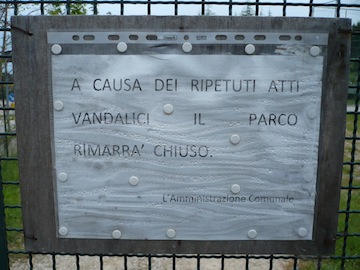 A CAUSA DEI RIPETUTI ATTI
VANDALICI IL PARCO
RIMARRA' CHIUSO.
L'Amministrazione Comunale